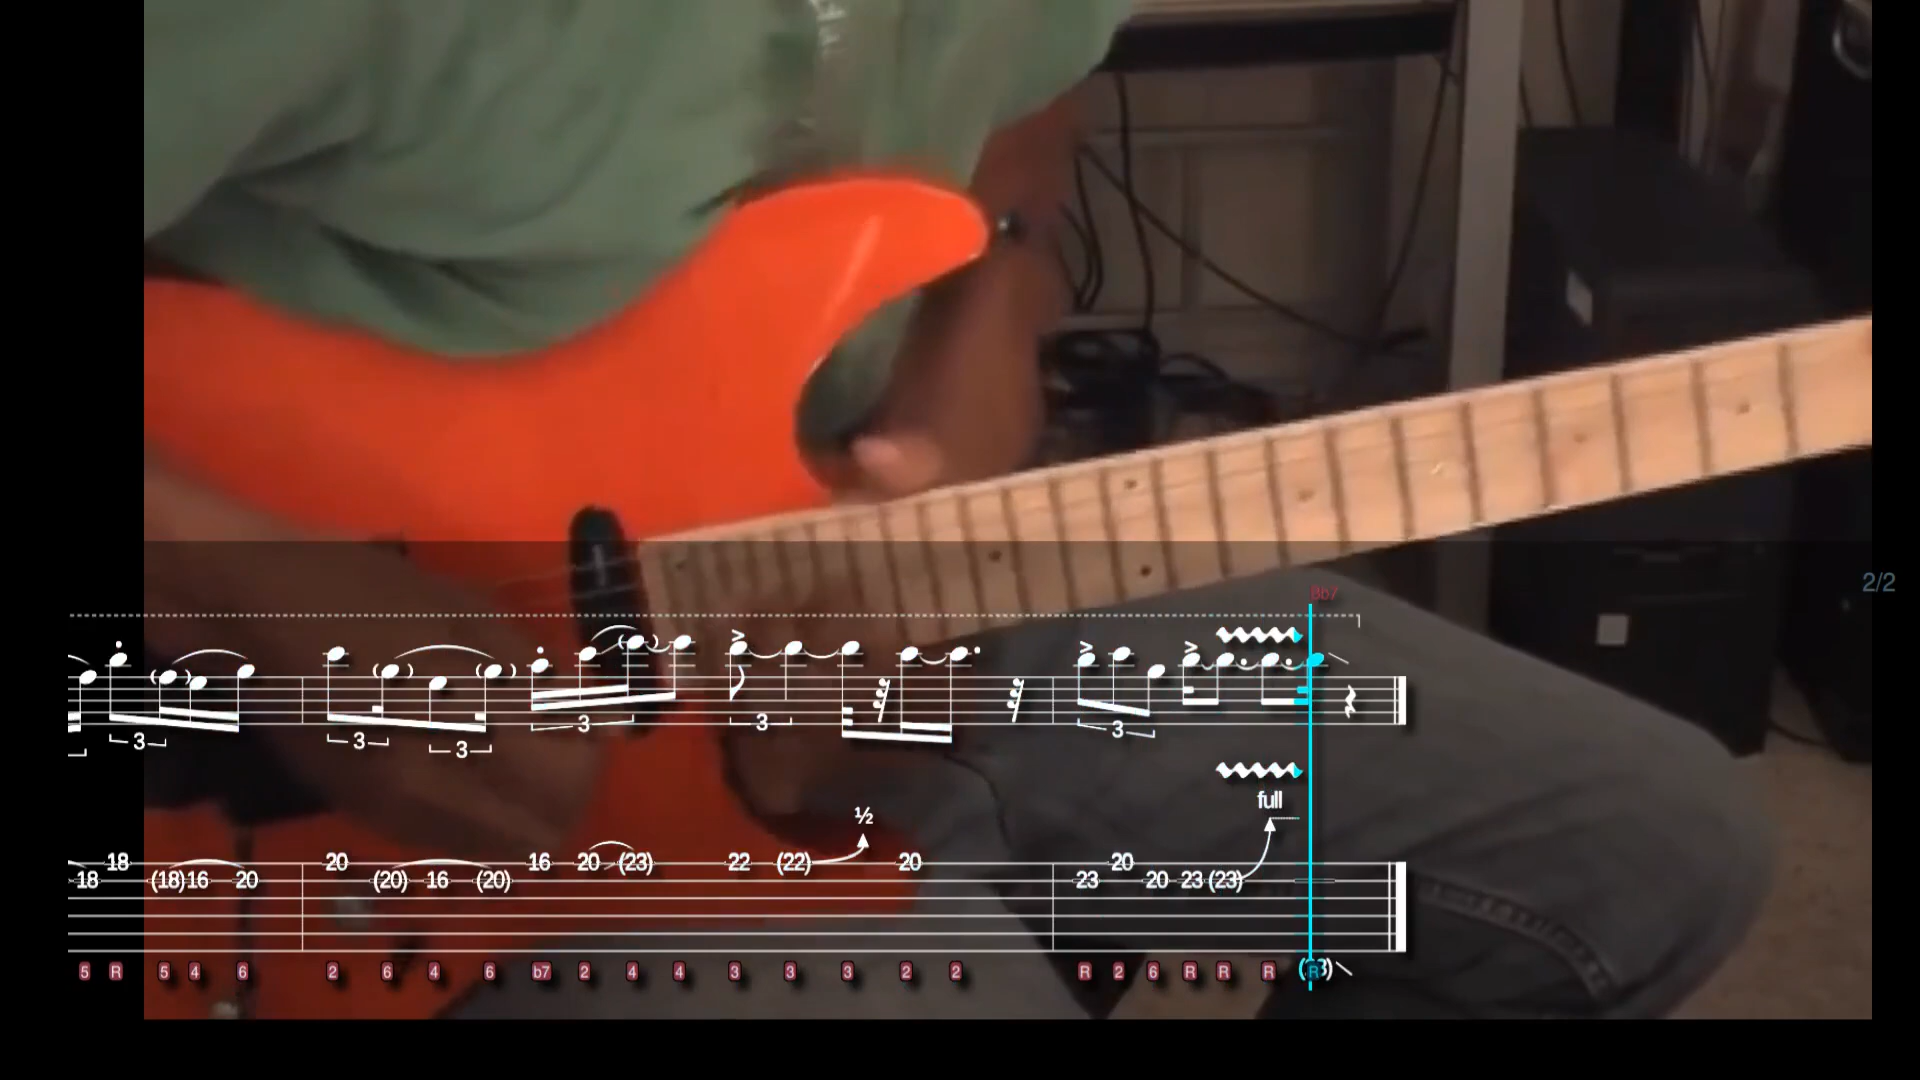 Bb7
2/2
3 3 3 3 3 3
full
½
18 20 16 20 (23) 22 (22) 20 20
18 (18) 16 20 (20) 16 (20) 23 20 23 (23)
5 R 5 4 6 2 6 4 6 b7 2 4 4 3 3 3 2 2 R 2 6 R R R R